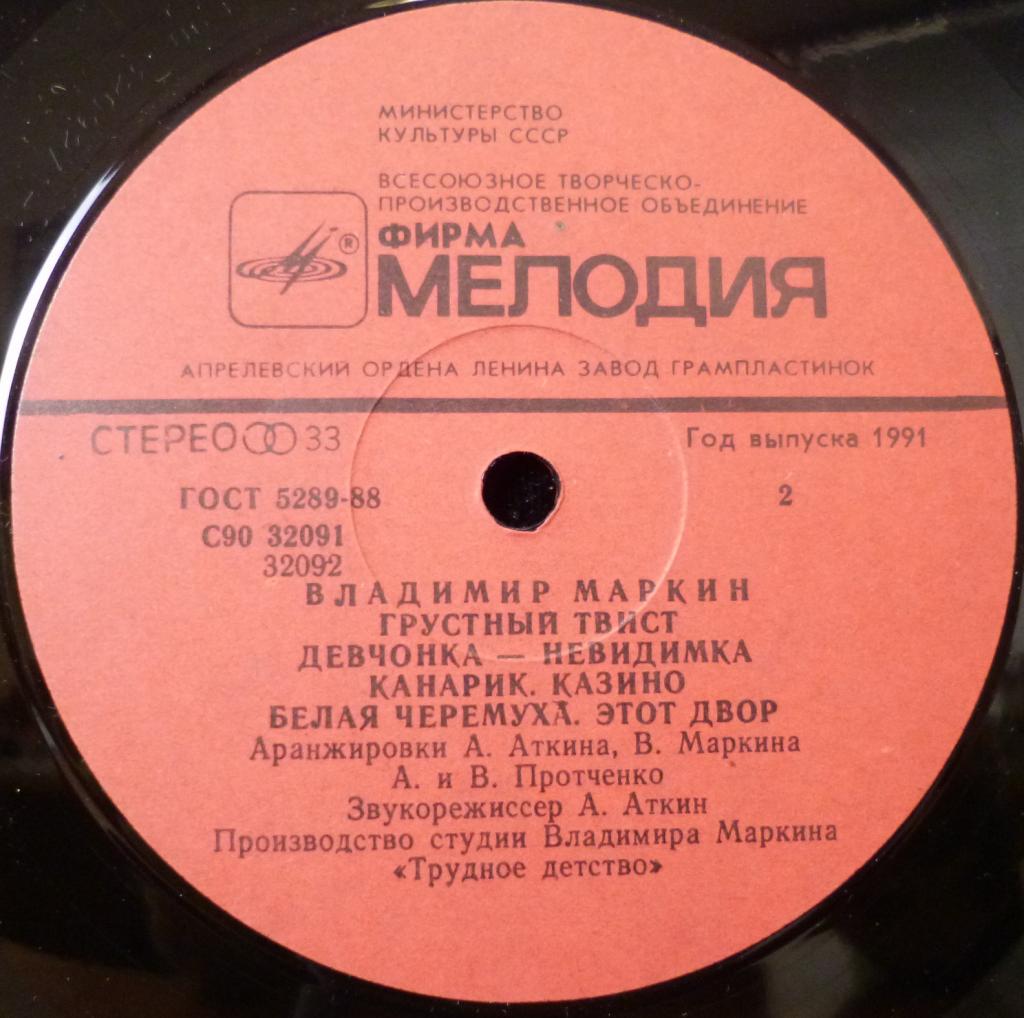 МИНИСТЕРСТВО
КУЛЬТУРЫ СССР
ВСЕСОЮЗНОЕ ТВОРЧЕСКО-
ПРОИЗВОДСТВЕННОЕ ОБЪЕДИНЕНИЕ
®
ФИРМА
МЕЛОДИЯ
АПРЕЛЕВСКИЙ ОРДЕНА ЛЕНИНА ЗАВОД ГРАМПЛАСТИНОК
СТЕРЕО 33 Год выпуска 1991
ГОСТ 5289-88 2
С90 32091
32092
ВЛАДИМИР МАРКИН
ГРУСТНЫЙ ТВИСТ
ДЕВЧОНКА — НЕВИДИМКА
КАНАРИК. КАЗИНО
БЕЛАЯ ЧЕРЕМУХА. ЭТОТ ДВОР
Аранжировки А. Аткина, В. Маркина
А. и В. Протченко
Звукорежиссер А. Аткин
Производство студии Владимира Маркина
«Трудное детство»